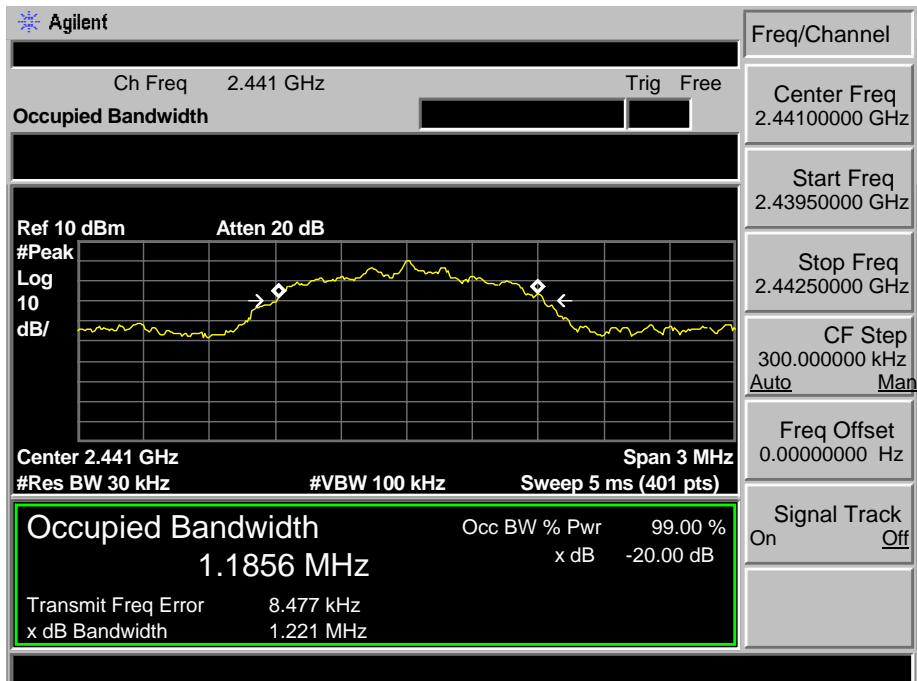 Agilent
Ch Freq 2.441 GHz Trig Free
Occupied Bandwidth
Ref 10 dBm Atten 20 dB
#Peak
Log
10
dB/
Center 2.441 GHz Span 3 MHz
#Res BW 30 kHz #VBW 100 kHz Sweep 5 ms (401 pts)
Occupied Bandwidth Occ BW % Pwr 99.00 %
1.1856 MHz x dB -20.00 dB
Transmit Freq Error 8.477 kHz
x dB Bandwidth 1.221 MHz
Freq/Channel
Center Freq
2.44100000 GHz
Start Freq
2.43950000 GHz
Stop Freq
2.44250000 GHz
CF Step
300.000000 kHz
Auto Man
Freq Offset
0.00000000 Hz
Signal Track
On Off